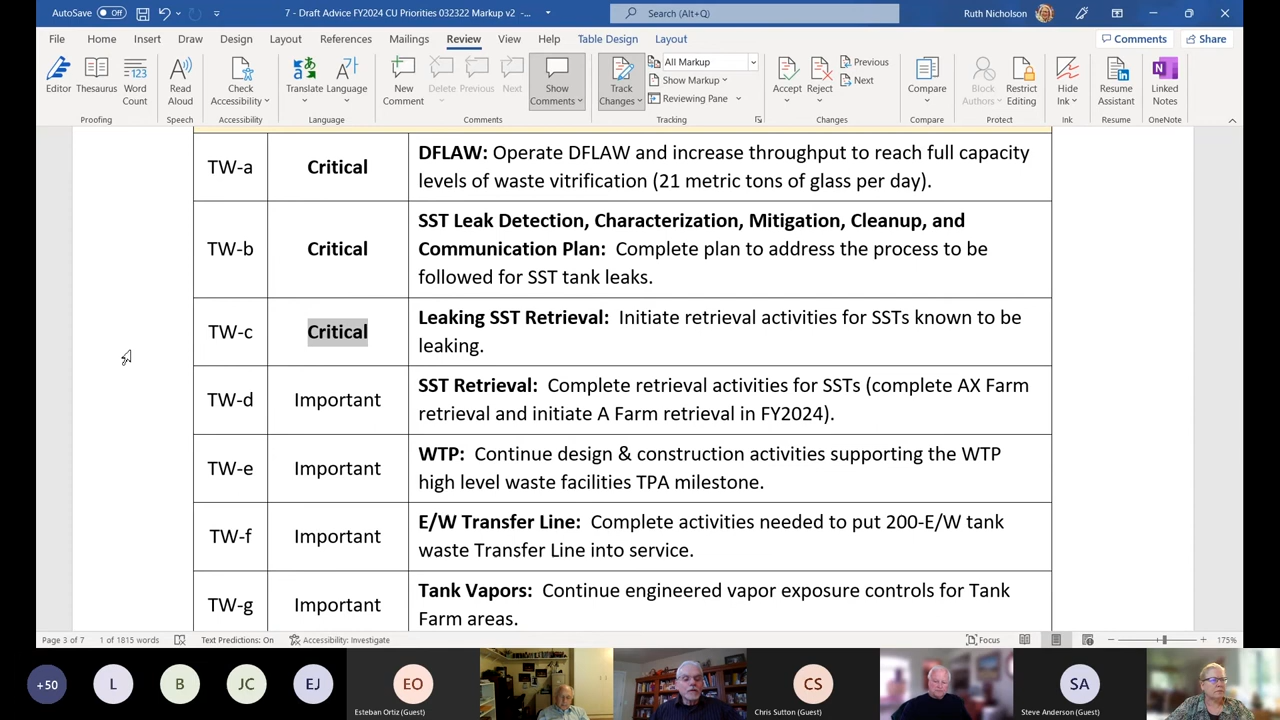 AutoSave Off 7 - Draft Advice FY2024 CU Priorities 032322 Markup v2 - ... Search (Alt+Q) Ruth Nicholson
File Home Insert Draw Design Layout References Mailings Review View Help Table Design Layout Comments Share
Editor Thesaurus Word Count Read Aloud Check Accessibility Translate Language New Comment Delete Previous Next Show Comments Track Changes All Markup Show Markup Reviewing Pane Accept Reject Previous Next Compare Block Authors Restrict Editing Hide Ink Resume Assistant Linked Notes
Proofing Speech Accessibility Language Comments Tracking Changes Compare Protect Ink Resume OneNote
TW-a Critical DFLAW: Operate DFLAW and increase throughput to reach full capacity
levels of waste vitrification (21 metric tons of glass per day).
TW-b Critical SST Leak Detection, Characterization, Mitigation, Cleanup, and
Communication Plan: Complete plan to address the process to be
followed for SST tank leaks.
TW-c Critical Leaking SST Retrieval: Initiate retrieval activities for SSTs known to be
leaking.
TW-d Important SST Retrieval: Complete retrieval activities for SSTs (complete AX Farm
retrieval and initiate A Farm retrieval in FY2024).
TW-e Important WTP: Continue design & construction activities supporting the WTP
high level waste facilities TPA milestone.
TW-f Important E/W Transfer Line: Complete activities needed to put 200-E/W tank
waste Transfer Line into service.
TW-g Important Tank Vapors: Continue engineered vapor exposure controls for Tank
Farm areas.
Page 3 of 7 1 of 1815 words Text Predictions: On Accessibility: Investigate Focus 175%
+50 L B JC EJ EO CS SA
Esteban Ortiz (Guest) Chris Sutton (Guest) Steve Anderson (Guest)